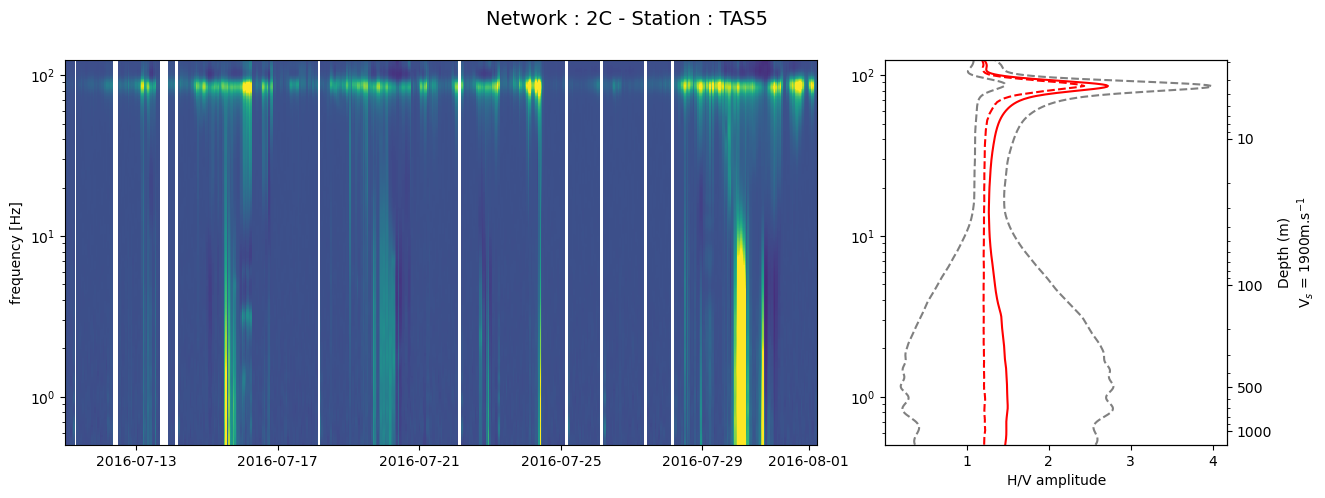 Network : 2C - Station : TAS5
frequency [Hz]
10²
10¹
10⁰
2016-07-13 2016-07-17 2016-07-21 2016-07-25 2016-07-29 2016-08-01
10²
10¹
10⁰
1 2 3 4
H/V amplitude
10
100
500
1000
Depth (m)
Vₛ = 1900m.s⁻¹